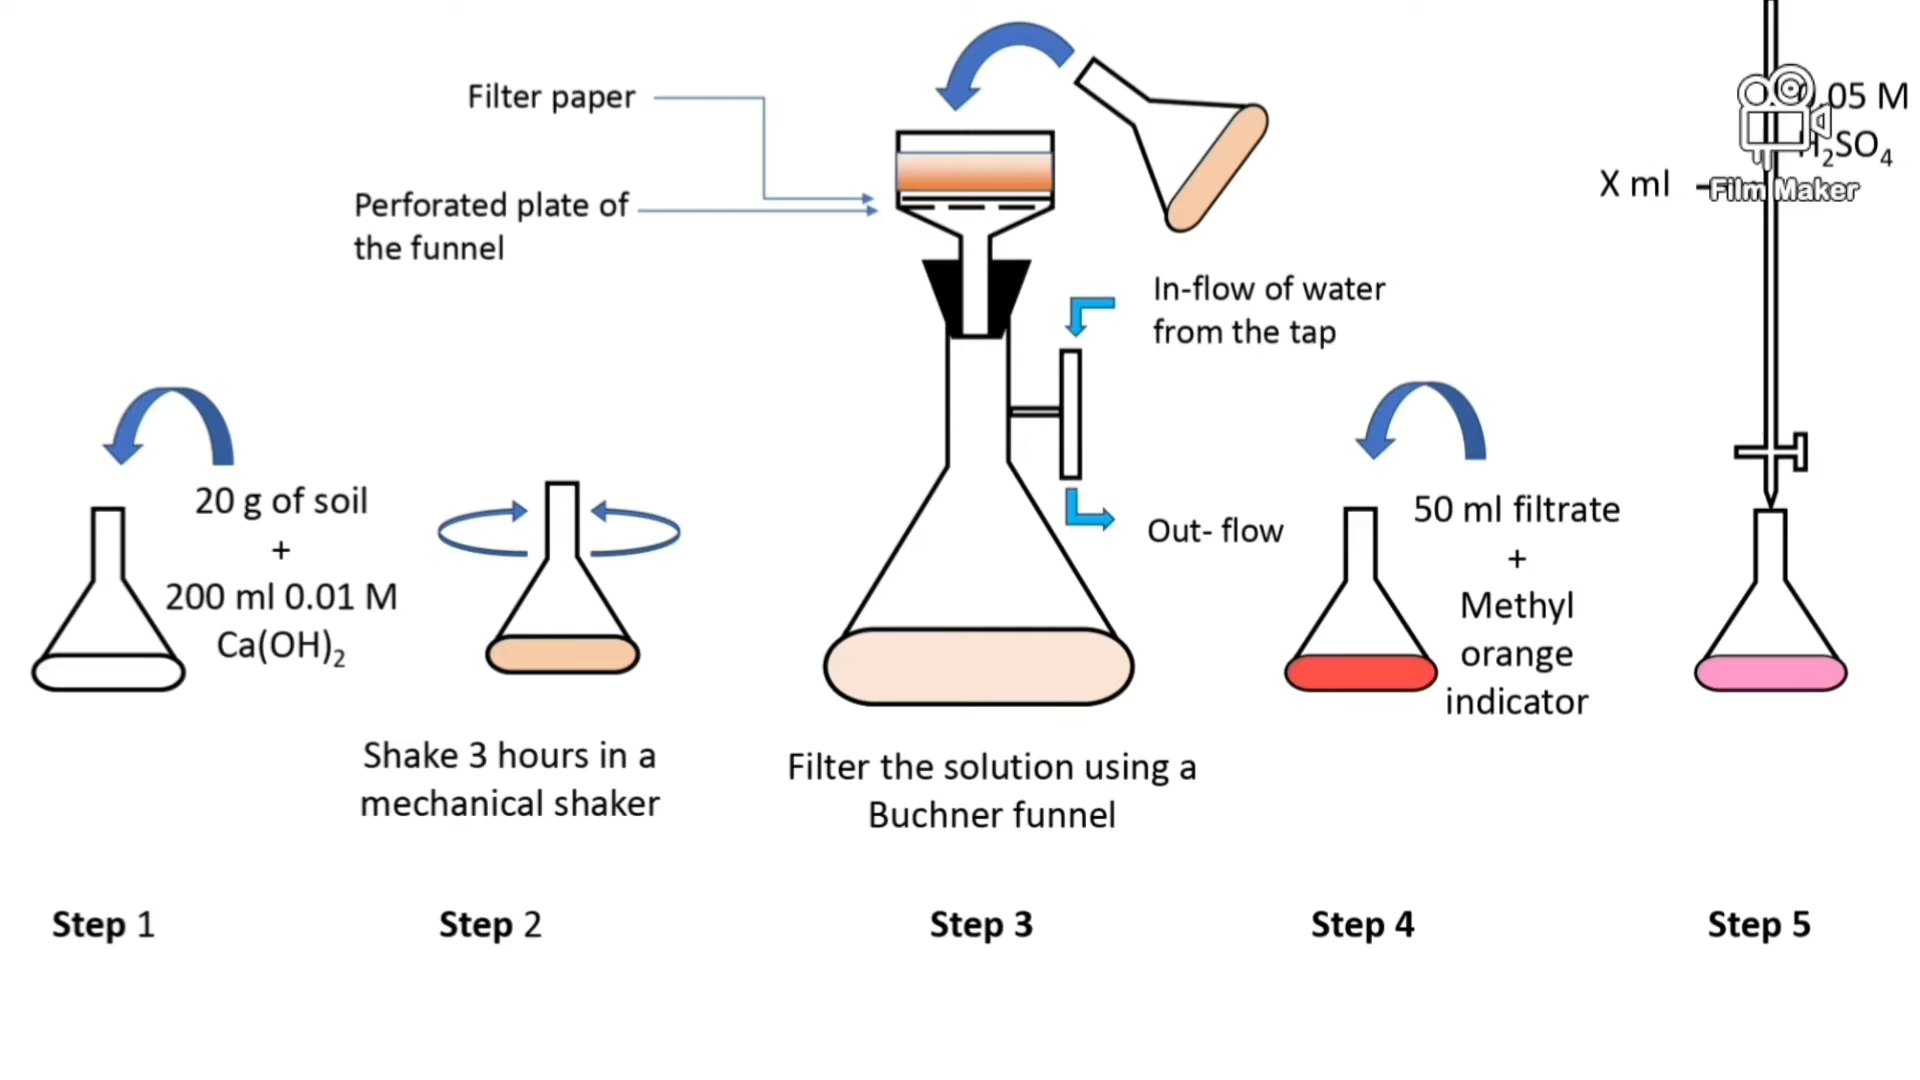 Filter paper
Perforated plate of
the funnel
In-flow of water
from the tap
Out- flow
20 g of soil
+
200 ml 0.01 M
Ca(OH)₂
Shake 3 hours in a
mechanical shaker
Filter the solution using a
Buchner funnel
50 ml filtrate
+
Methyl
orange
indicator
0.05 M
H₂SO₄
X ml
Film Maker
Step 1
Step 2
Step 3
Step 4
Step 5